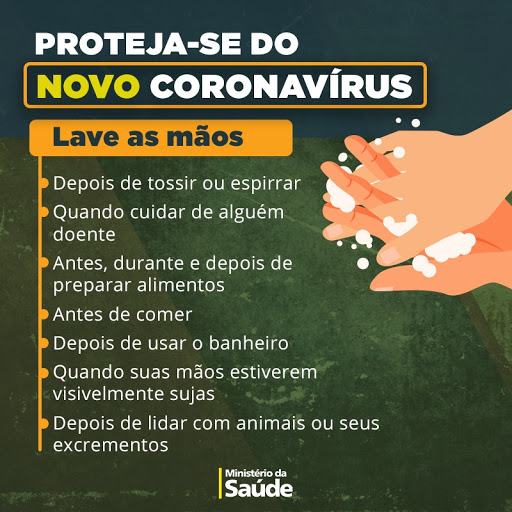 PROTEJA-SE DO
NOVO CORONAVÍRUS
Lave as mãos
Depois de tossir ou espirrar
Quando cuidar de alguém
doente
Antes, durante e depois de
preparar alimentos
Antes de comer
Depois de usar o banheiro
Quando suas mãos estiverem
visivelmente sujas
Depois de lidar com animais ou seus
excrementos
Ministério da
Saúde